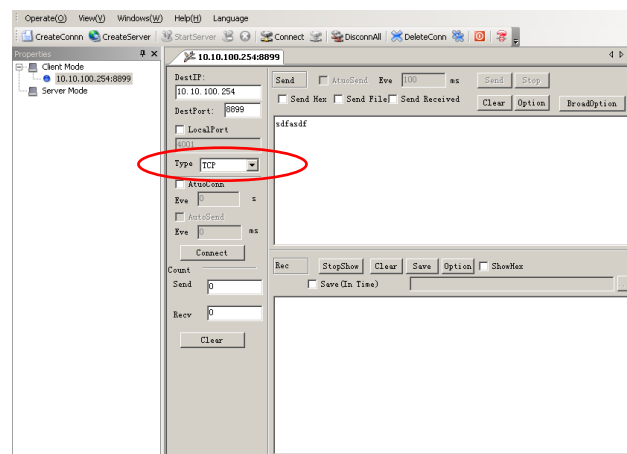 Operate(O) View(V) Windows(W) Help(H) Language
CreateConnn CreateServer StartServer Connect DisconnAll DeleteConn
Properties
Client Mode
10.10.100.254:8899
Server Mode
10.10.100.254:8899
DestIP:
10.10.100.254
DestPort: 8899
LocalPort
4001
Type TCP
AtuoConn
Eve 0 s
AutoSend
Eve 0 ms
Connect
Count
Send 0
Recv 0
Clear
Send AtuoSend Eve 100 ms Send Stop
Send Hex Send File Send Received Clear Option BroadOption
sdfasdf
Rec StopShow Clear Save Option ShowHex
Save(In Time) ...